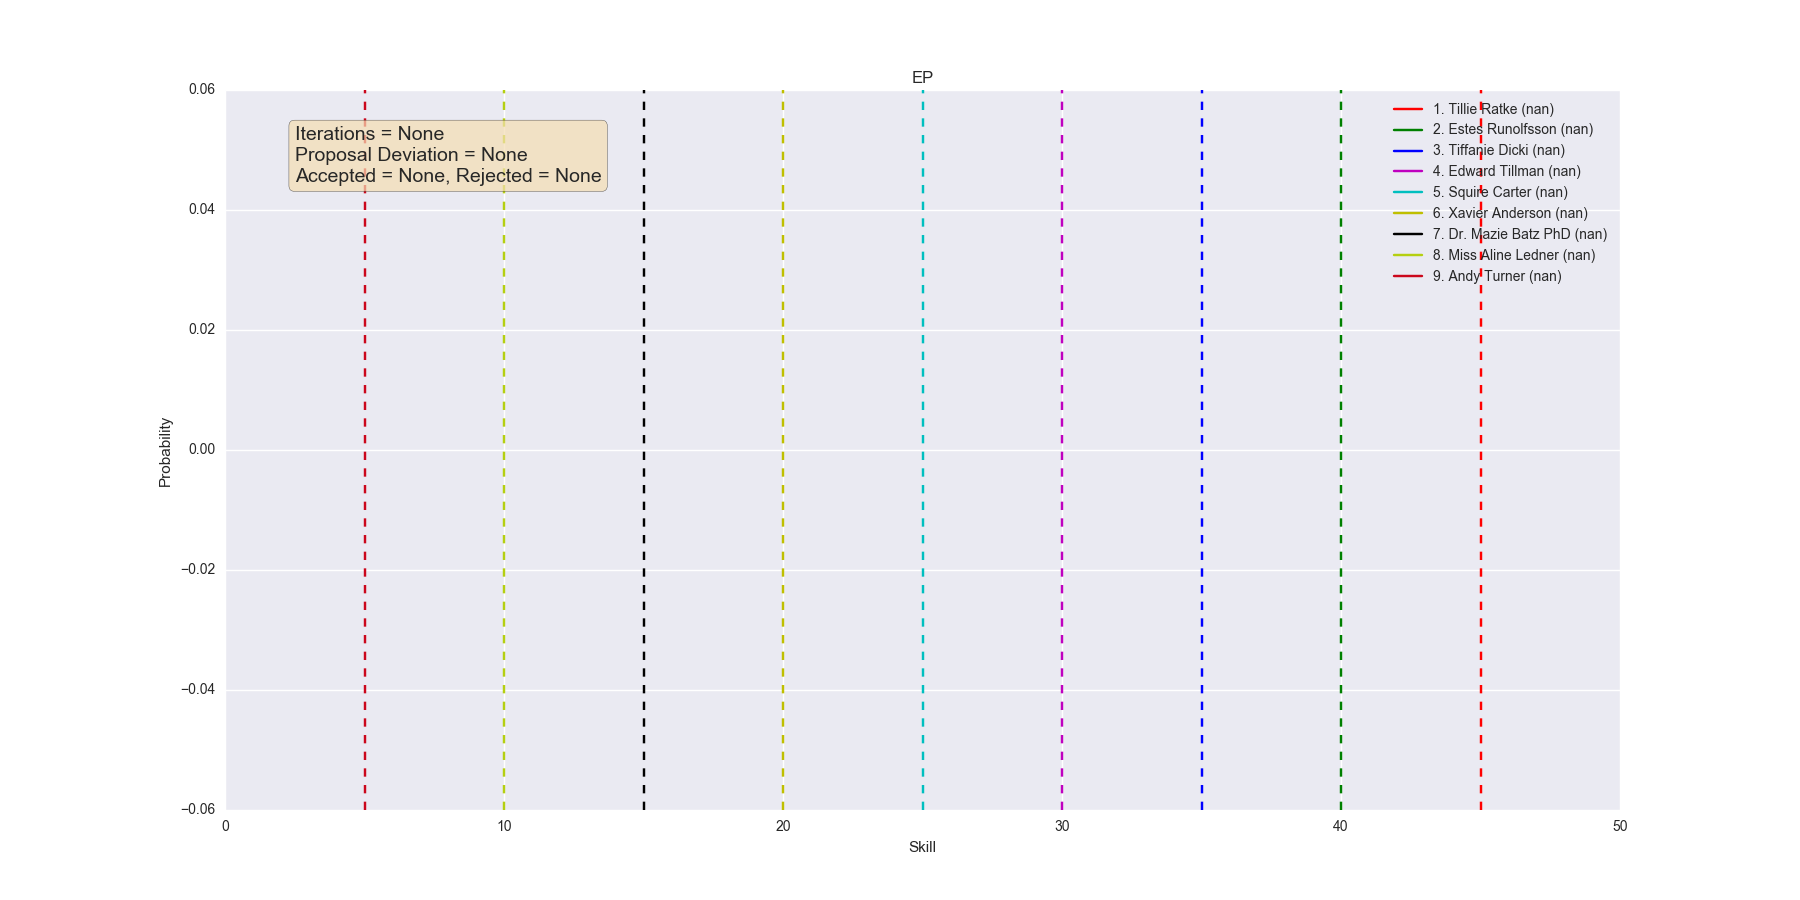 EP
0.06
0.04
0.02
0.00
−0.02
−0.04
−0.06
Probability
Iterations = None
Proposal Deviation = None
Accepted = None, Rejected = None
1. Tillie Ratke (nan)
2. Estes Runolfsson (nan)
3. Tiffanie Dicki (nan)
4. Edward Tillman (nan)
5. Squire Carter (nan)
6. Xavier Anderson (nan)
7. Dr. Mazie Batz PhD (nan)
8. Miss Aline Ledner (nan)
9. Andy Turner (nan)
0 10 20 30 40 50
Skill